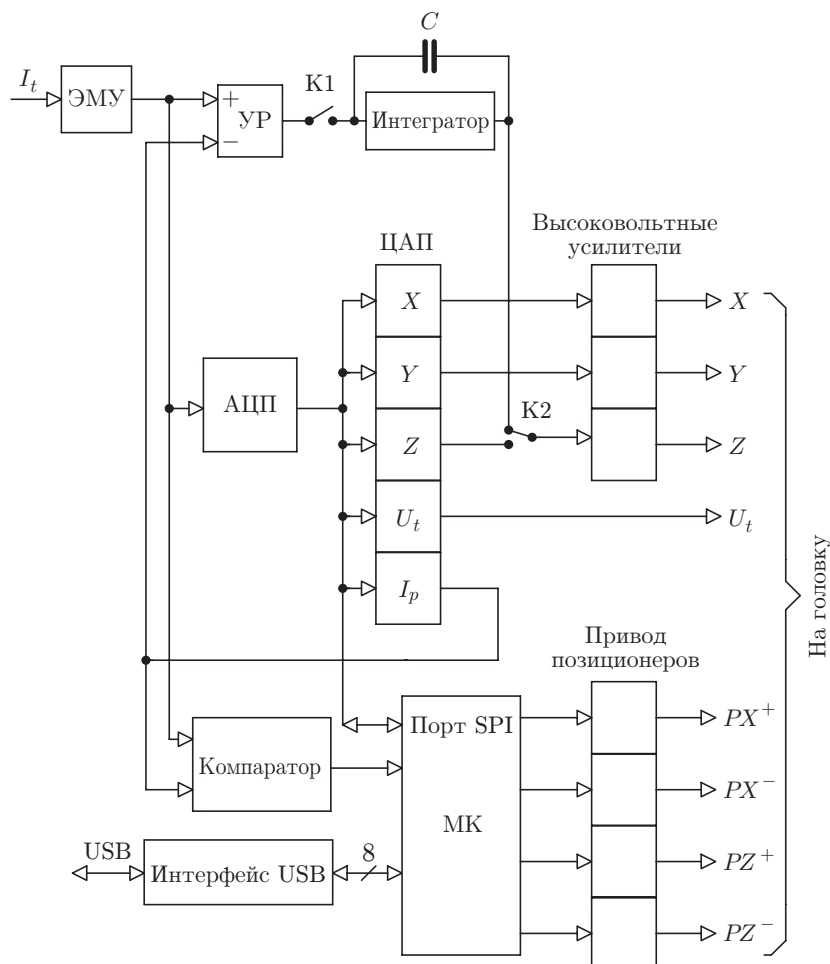 C
I_t
ЭМУ
+
УР
−
К1
Интегратор
ЦАП
Высоковольтные
усилители
X
X
Y
Y
АЦП
К2
Z
Z
U_t
U_t
I_p
На головку
Привод
позиционеров
Порт SPI
PX⁺
Компаратор
PX⁻
МК
USB
Интерфейс USB
8
PZ⁺
PZ⁻